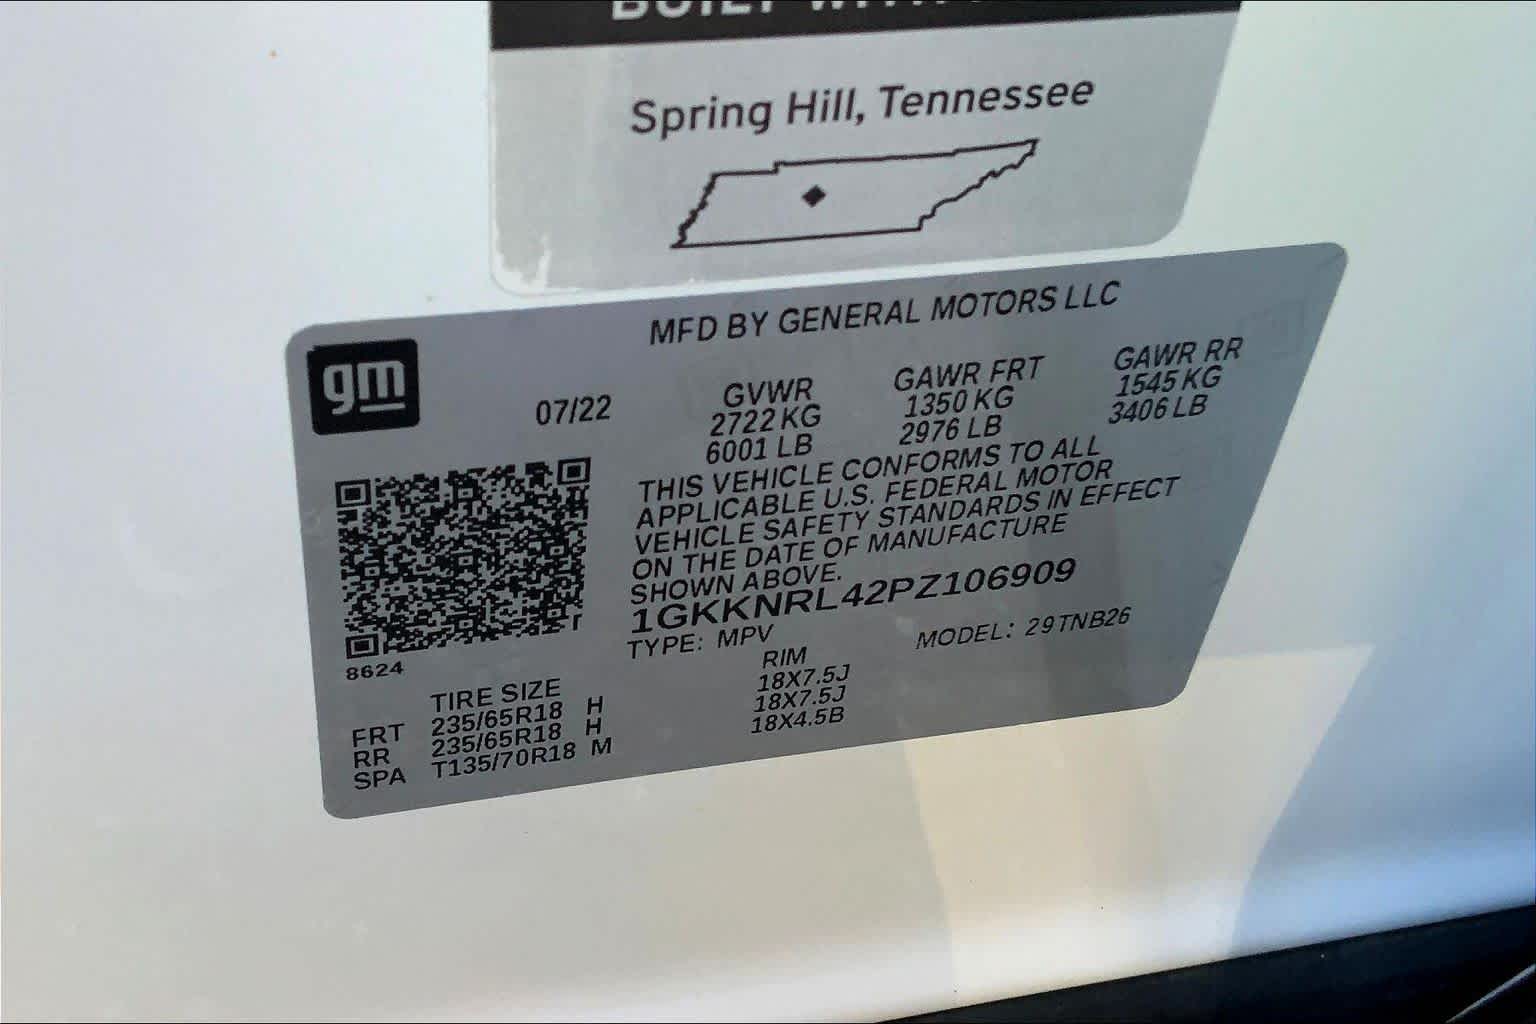 Spring Hill, Tennessee
MFD BY GENERAL MOTORS LLC
gm
07/22
GVWR GAWR FRT GAWR RR
2722 KG 1350 KG 1545 KG
6001 LB 2976 LB 3406 LB
THIS VEHICLE CONFORMS TO ALL
APPLICABLE U.S. FEDERAL MOTOR
VEHICLE SAFETY STANDARDS IN EFFECT
ON THE DATE OF MANUFACTURE
SHOWN ABOVE.
1GKKNRL42PZ106909
TYPE: MPV MODEL: 29TNB26
8624
TIRE SIZE RIM
FRT 235/65R18 H 18X7.5J
RR 235/65R18 H 18X7.5J
SPA T135/70R18 M 18X4.5B